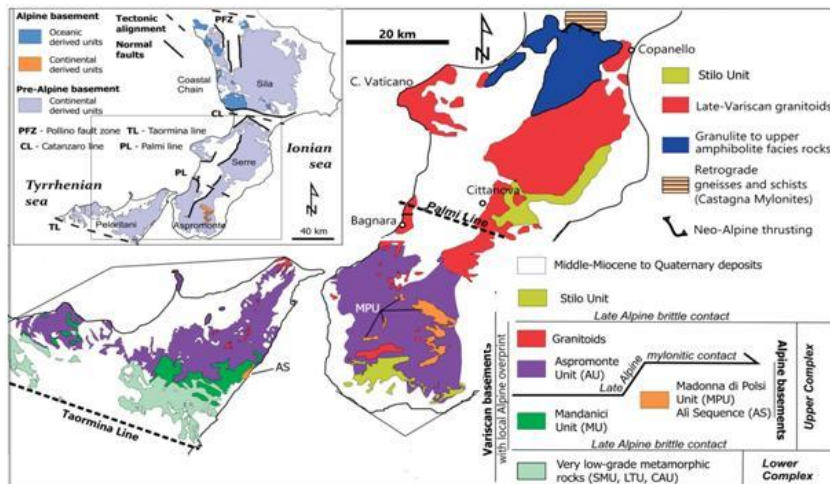 Alpine basement
Oceanic
derived units
Continental
derived units
Pre-Alpine basement
Continental
derived units
Tectonic
alignment
Normal
faults
PFZ
Coastal
Chain
Sila
CL
PFZ - Pollino fault zone TL - Taormina line
CL - Catanzaro line PL - Palmi line
Serre
Ionian
sea
PL
Tyrrhenian
sea
Peloritani
Aspromonte
TL
N
40 km
20 km
N
Copanello
C. Vaticano
Cittanova
Bagnara
Palmi Line
MPU
AS
Taormina Line
Stilo Unit
Late-Variscan granitoids
Granulite to upper
amphibolite facies rocks
Retrograde
gneisses and schists
(Castagna Mylonites)
Neo-Alpine thrusting
Middle-Miocene to Quaternary deposits
Stilo Unit
Late Alpine brittle contact
Granitoids
Aspromonte
Unit (AU)
Late Alpine
mylonitic contact
Mandanici
Unit (MU)
Madonna di Polsi
Unit (MPU)
Alì Sequence (AS)
Late Alpine brittle contact
Very low-grade metamorphic
rocks (SMU, LTU, CAU)
Variscan basements
with local Alpine overprint
Alpine basements
Upper Complex
Lower
Complex